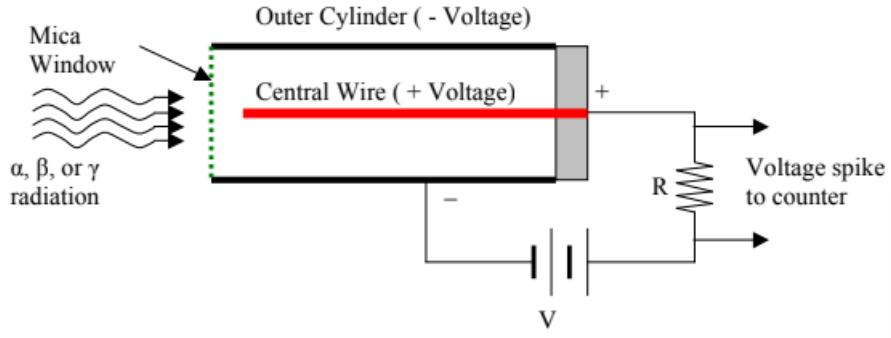 Outer Cylinder ( - Voltage)
Mica
Window
Central Wire ( + Voltage)
+
α, β, or γ
radiation
–
R
Voltage spike
to counter
V